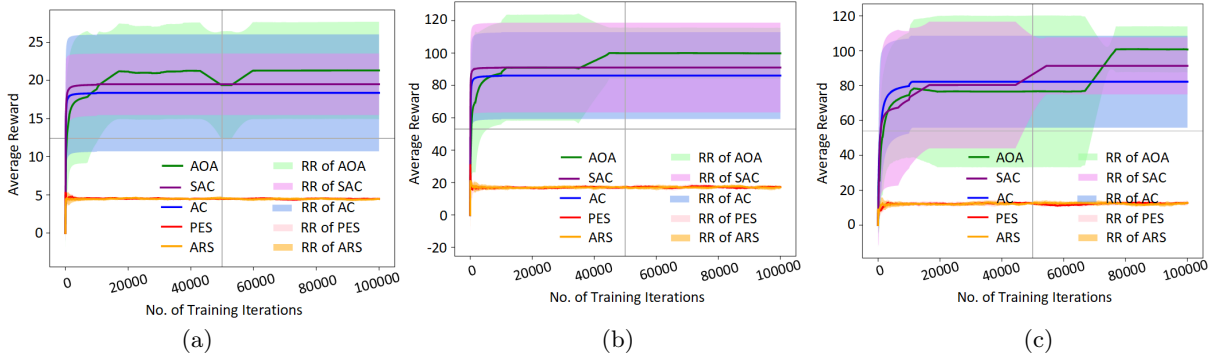 25
20
15
10
5
0
Average Reward
AOA RR of AOA
SAC RR of SAC
AC RR of AC
PES RR of PES
ARS RR of ARS
0 20000 40000 60000 80000 100000
No. of Training Iterations
(a)
120
100
80
60
40
20
0
-20
Average Reward
AOA RR of AOA
SAC RR of SAC
AC RR of AC
PES RR of PES
ARS RR of ARS
0 20000 40000 60000 80000 100000
No. of Training Iterations
(b)
120
100
80
60
40
20
0
Average Reward
AOA RR of AOA
SAC RR of SAC
AC RR of AC
PES RR of PES
ARS RR of ARS
0 20000 40000 60000 80000 100000
No. of Training Iterations
(c)